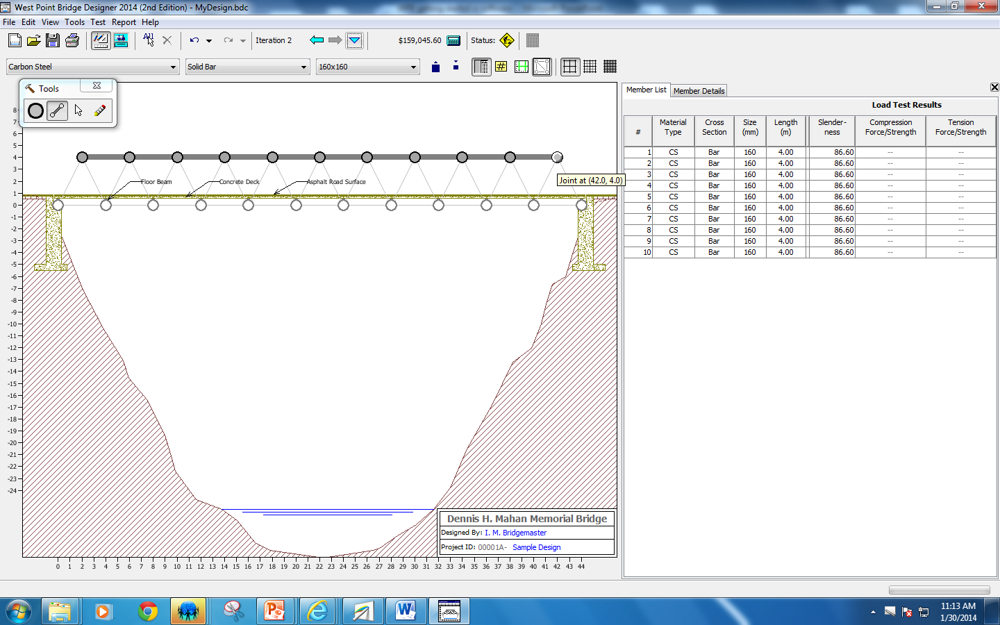 West Point Bridge Designer 2014 (2nd Edition) - MyDesign.bdc
File Edit View Tools Test Report Help
Iteration 2 $159,045.60 Status:
Carbon Steel Solid Bar 160x160
Tools
Member List Member Details
Load Test Results
# Material Type Cross Section Size (mm) Length (m) Slender-ness Compression Force/Strength Tension Force/Strength
1 CS Bar 160 4.00 86.60 -- --
2 CS Bar 160 4.00 86.60 -- --
3 CS Bar 160 4.00 86.60 -- --
4 CS Bar 160 4.00 86.60 -- --
5 CS Bar 160 4.00 86.60 -- --
6 CS Bar 160 4.00 86.60 -- --
7 CS Bar 160 4.00 86.60 -- --
8 CS Bar 160 4.00 86.60 -- --
9 CS Bar 160 4.00 86.60 -- --
10 CS Bar 160 4.00 86.60 -- --
8
7
6
5
4
3
2
1
0
-1
-2
-3
-4
-5
-6
-7
-8
-9
-10
-11
-12
-13
-14
-15
-16
-17
-18
-19
-20
-21
-22
-23
-24
Floor Beam Concrete Deck Asphalt Road Surface
Joint at (42.0, 4.0)
Dennis H. Mahan Memorial Bridge
Designed By: I. M. Bridgemaster
Project ID: 00001A- Sample Design
0 1 2 3 4 5 6 7 8 9 10 11 12 13 14 15 16 17 18 19 20 21 22 23 24 25 26 27 28 29 30 31 32 33 34 35 36 37 38 39 40 41 42 43 44
11:13 AM
1/30/2014